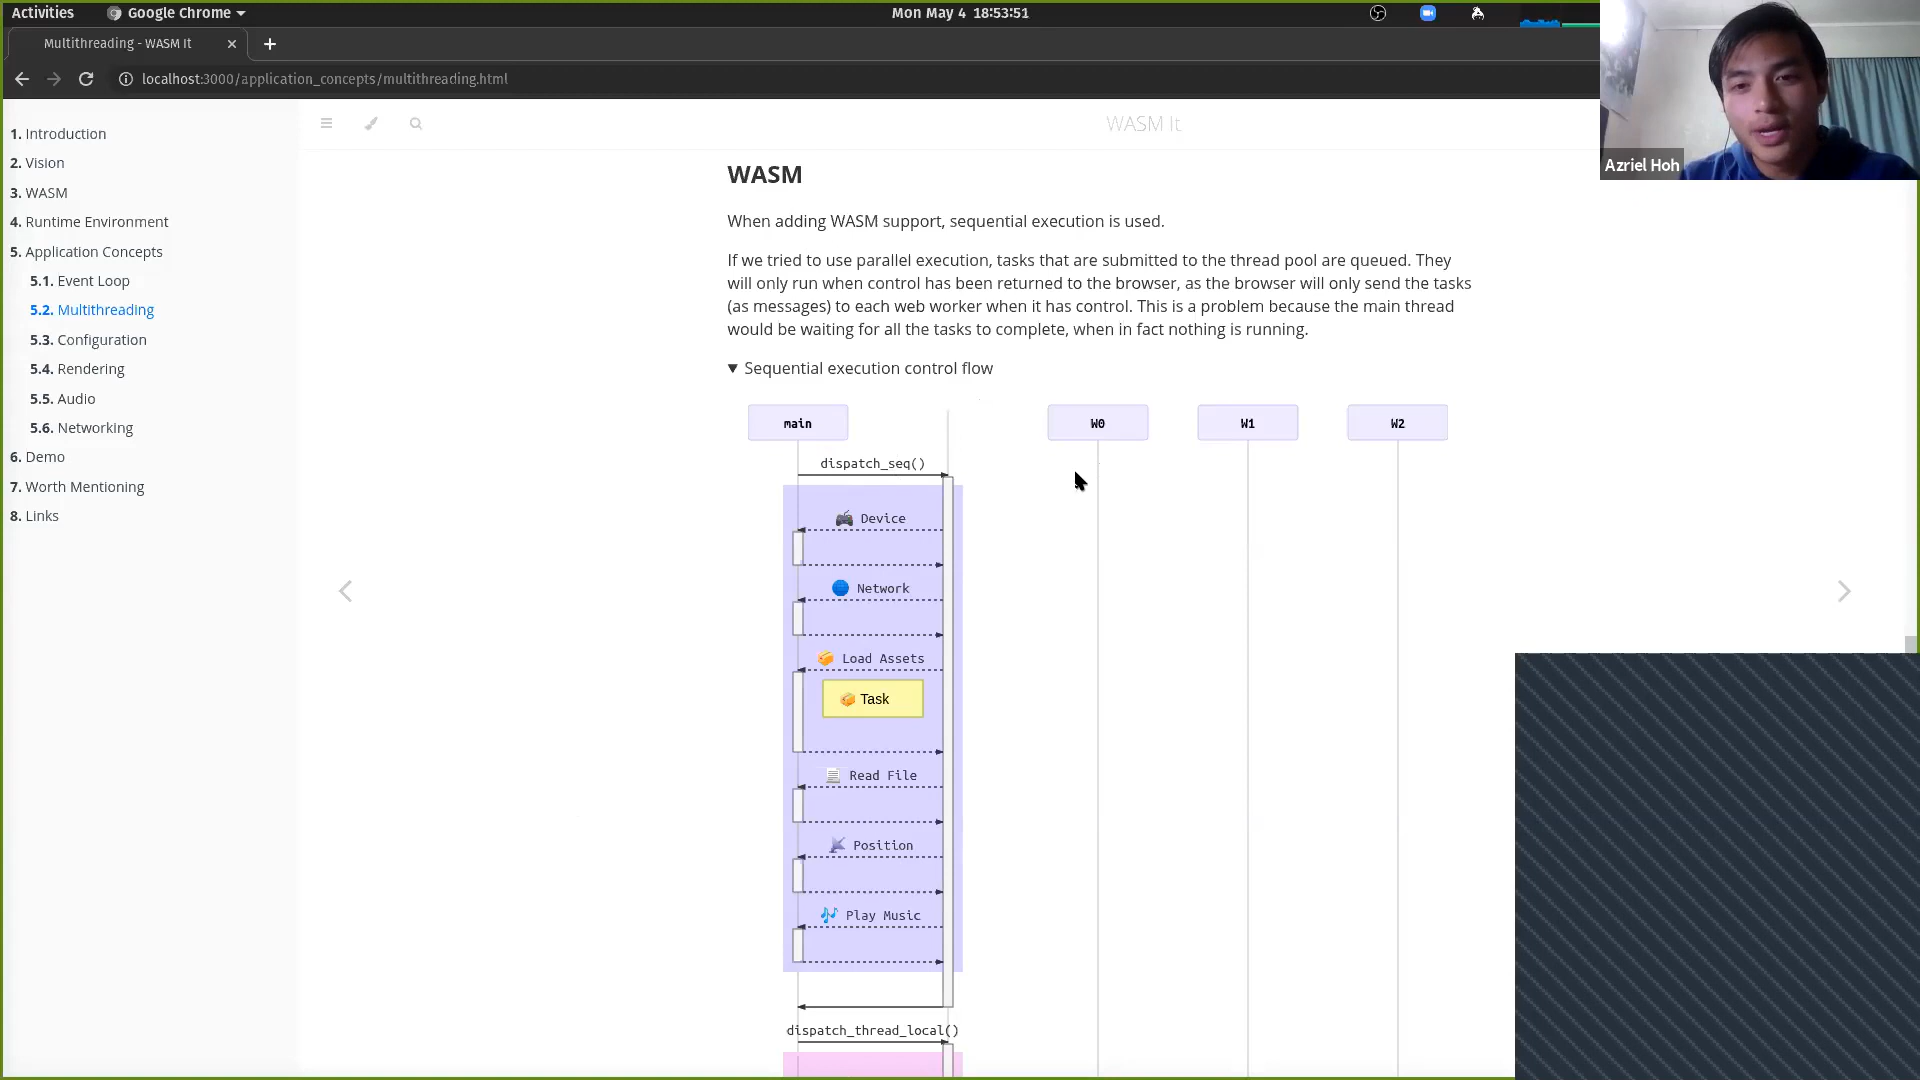 Activities
Google Chrome
Mon May 4 18:53:51
Multithreading - WASM It
localhost:3000/application_concepts/multithreading.html
Azriel Hoh
WASM It
1. Introduction
2. Vision
3. WASM
4. Runtime Environment
5. Application Concepts
5.1. Event Loop
5.2. Multithreading
5.3. Configuration
5.4. Rendering
5.5. Audio
5.6. Networking
6. Demo
7. Worth Mentioning
8. Links
WASM
When adding WASM support, sequential execution is used.
If we tried to use parallel execution, tasks that are submitted to the thread pool are queued. They
will only run when control has been returned to the browser, as the browser will only send the tasks
(as messages) to each web worker when it has control. This is a problem because the main thread
would be waiting for all the tasks to complete, when in fact nothing is running.
▼ Sequential execution control flow
main
W0
W1
W2
dispatch_seq()
🎮 Device
🌐 Network
📦 Load Assets
📦 Task
📃 Read File
Position
🎶 Play Music
dispatch_thread_local()